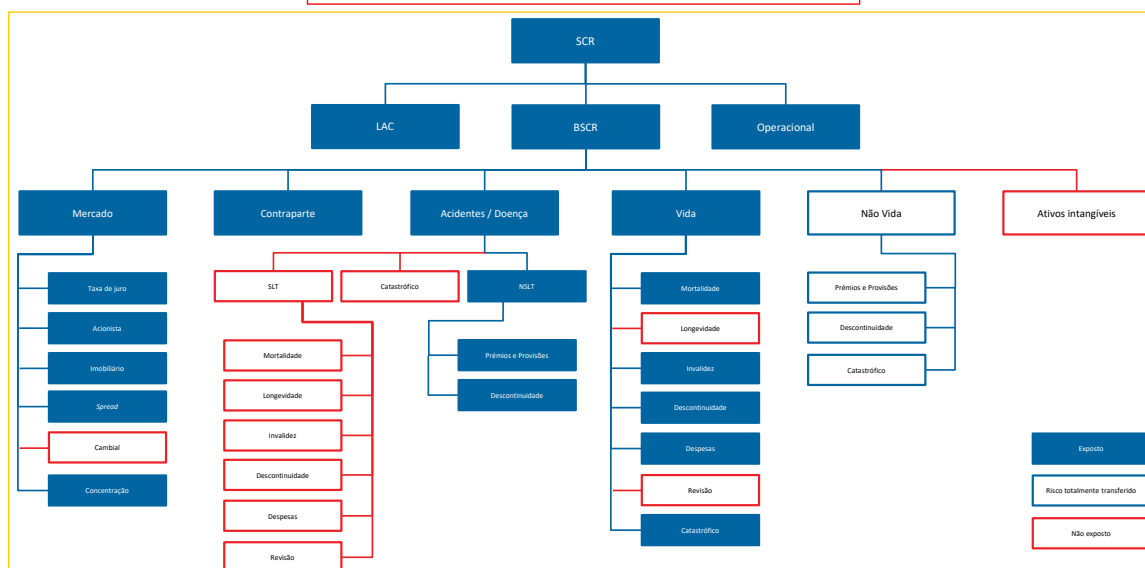 SCR
LAC
BSCR
Operacional
Mercado
Contraparte
Acidentes / Doença
Vida
Não Vida
Ativos intangíveis
Taxa de juro
Acionista
Imobiliário
Spread
Cambial
Concentração
SLT
Catastrófico
NSLT
Mortalidade
Longevidade
Invalidez
Descontinuidade
Despesas
Revisão
Prémios e Provisões
Descontinuidade
Mortalidade
Longevidade
Invalidez
Descontinuidade
Despesas
Revisão
Catastrófico
Prémios e Provisões
Descontinuidade
Catastrófico
Exposto
Risco totalmente transferido
Não exposto